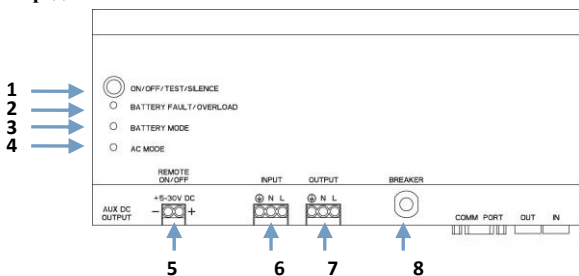 1 ON/OFF/TEST/SILENCE
2 BATTERY FAULT/OVERLOAD
3 BATTERY MODE
4 AC MODE
REMOTE
ON/OFF INPUT OUTPUT BREAKER
+5-30V DC ⏚ N L ⏚ N L
AUX DC
OUTPUT - + COMM PORT OUT IN
5 6 7 8